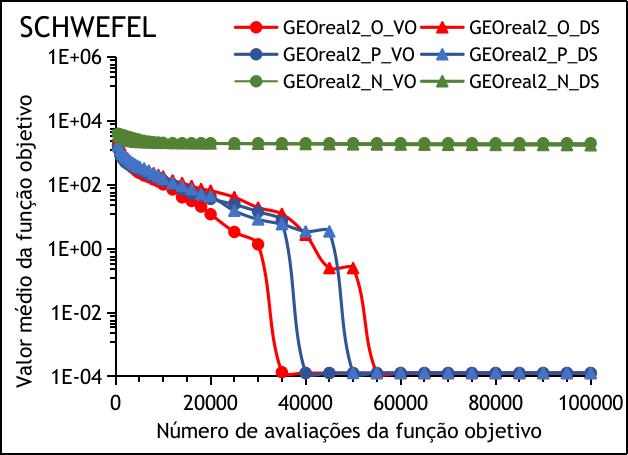 SCHWEFEL
GEOreal2_O_VO GEOreal2_O_DS
GEOreal2_P_VO GEOreal2_P_DS
GEOreal2_N_VO GEOreal2_N_DS
Valor médio da função objetivo
1E+06
1E+04
1E+02
1E+00
1E-02
1E-04
0 20000 40000 60000 80000 100000
Número de avaliações da função objetivo